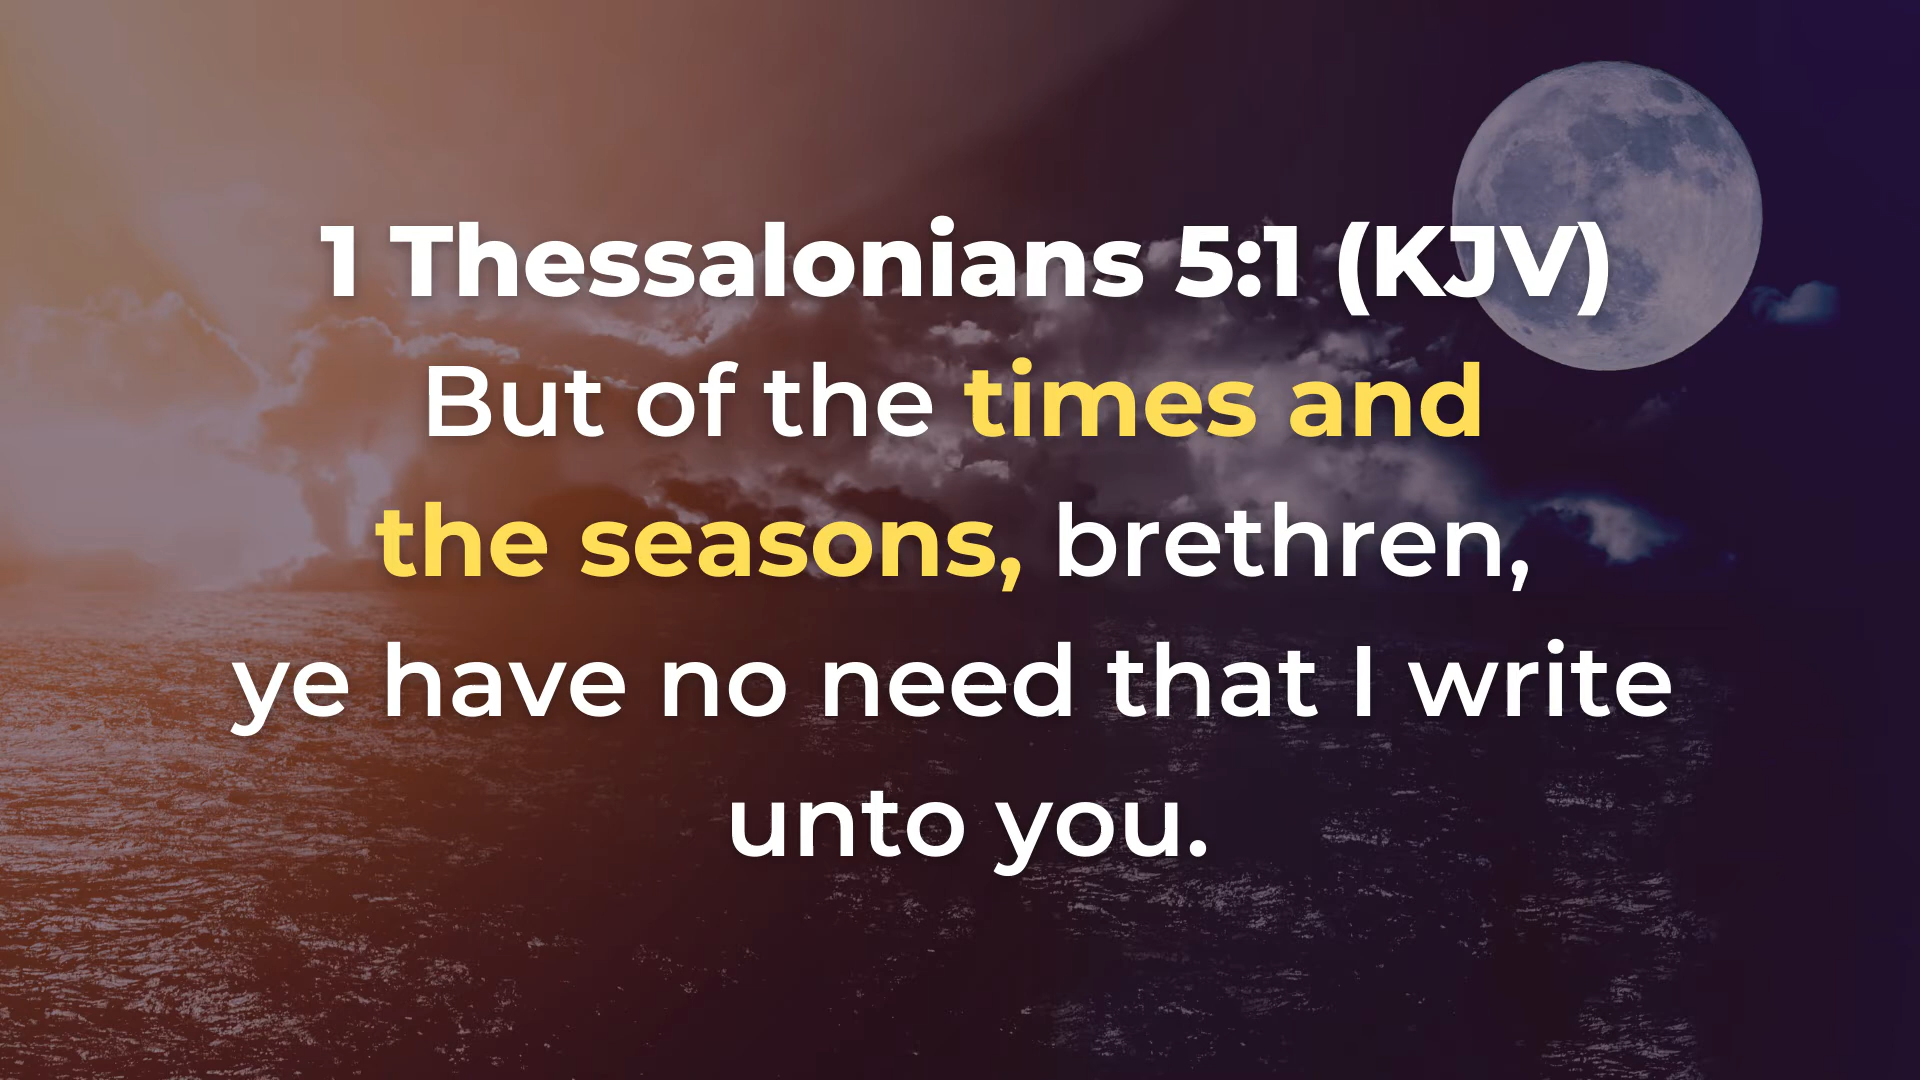 1 Thessalonians 5:1 (KJV)
But of the times and
the seasons, brethren,
ye have no need that I write
unto you.